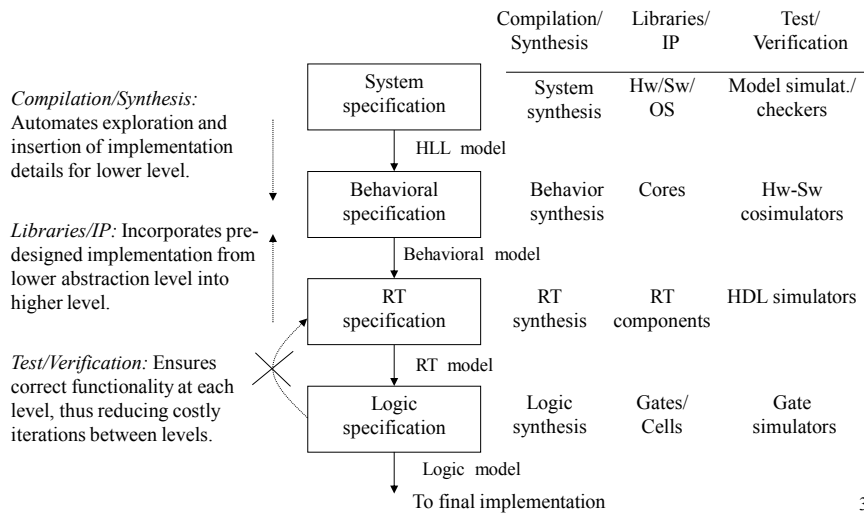 Compilation/ Libraries/ Test/
Synthesis IP Verification
Compilation/Synthesis:
Automates exploration and
insertion of implementation
details for lower level.
Libraries/IP: Incorporates pre-
designed implementation from
lower abstraction level into
higher level.
Test/Verification: Ensures
correct functionality at each
level, thus reducing costly
iterations between levels.
System
specification
HLL model
Behavioral
specification
Behavioral model
RT
specification
RT model
Logic
specification
Logic model
To final implementation
System Hw/Sw/ Model simulat./
synthesis OS checkers
Behavior Cores Hw-Sw
synthesis cosimulators
RT RT HDL simulators
synthesis components
Logic Gates/ Gate
synthesis Cells simulators
3